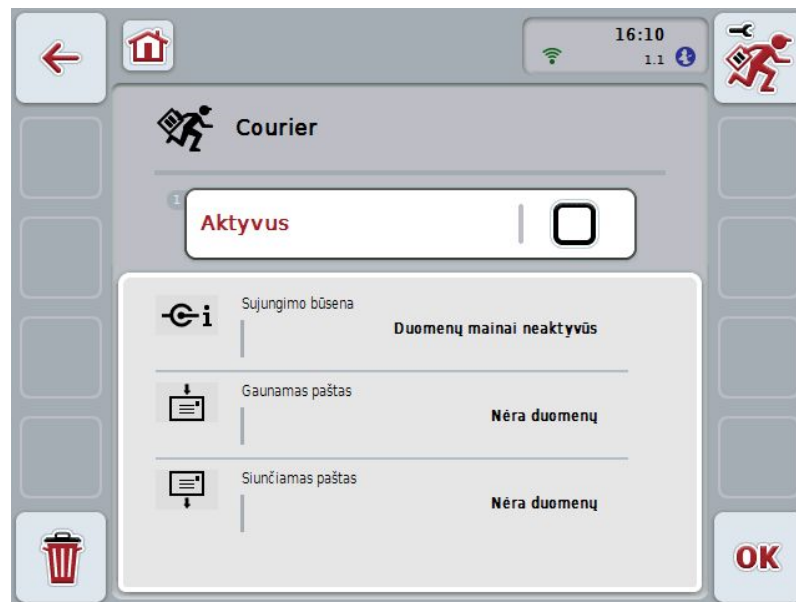 16:10
1.1
Courier
1
Aktyvus
Sujungimo būsena
Duomenų mainai neaktyvūs
Gaunamas paštas
Nėra duomenų
Siunčiamas paštas
Nėra duomenų
OK